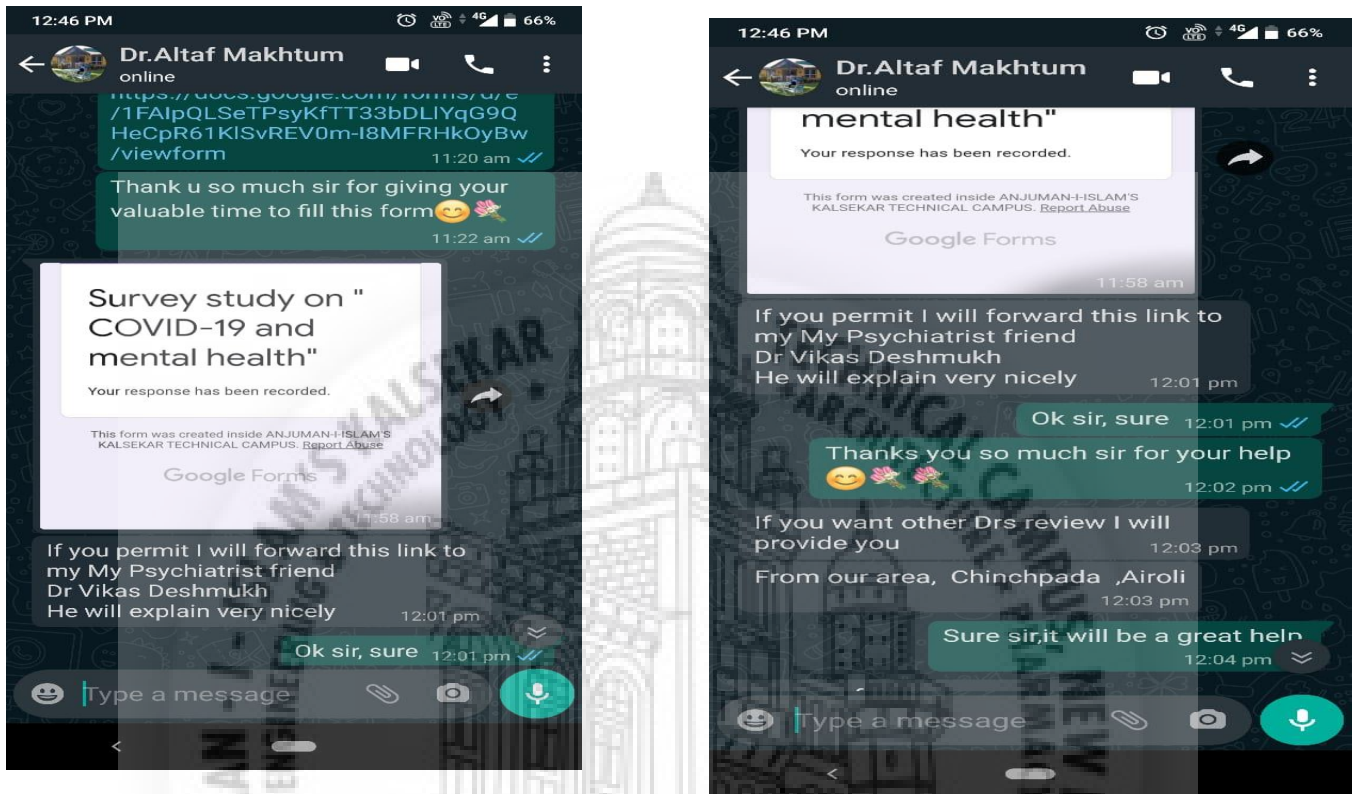 12:46 PM
4G 66%
Dr.Altaf Makhtum
online
https://docs.google.com/forms/d/e
/1FAIpQLSeTPsyKfTT33bDLlYqG9Q
HeCpR61KlSvREV0m-I8MFRHkOyBw
/viewform
11:20 am
Thank u so much sir for giving your
valuable time to fill this form😊💐
11:22 am
Survey study on "
COVID-19 and
mental health"
Your response has been recorded.
This form was created inside ANJUMAN-I-ISLAM'S
KALSEKAR TECHNICAL CAMPUS. Report Abuse
Google Forms
11:58 am
If you permit I will forward this link to
my My Psychiatrist friend
Dr Vikas Deshmukh
He will explain very nicely
12:01 pm
Ok sir, sure 12:01 pm
Type a message
12:46 PM
4G 66%
Dr.Altaf Makhtum
online
mental health"
Your response has been recorded.
This form was created inside ANJUMAN-I-ISLAM'S
KALSEKAR TECHNICAL CAMPUS. Report Abuse
Google Forms
11:58 am
If you permit I will forward this link to
my My Psychiatrist friend
Dr Vikas Deshmukh
He will explain very nicely
12:01 pm
Ok sir, sure 12:01 pm
Thanks you so much sir for your help
😊💐💐
12:02 pm
If you want other Drs review I will
provide you
12:03 pm
From our area, Chinchpada ,Airoli
12:03 pm
Sure sir,it will be a great help
12:04 pm
Type a message